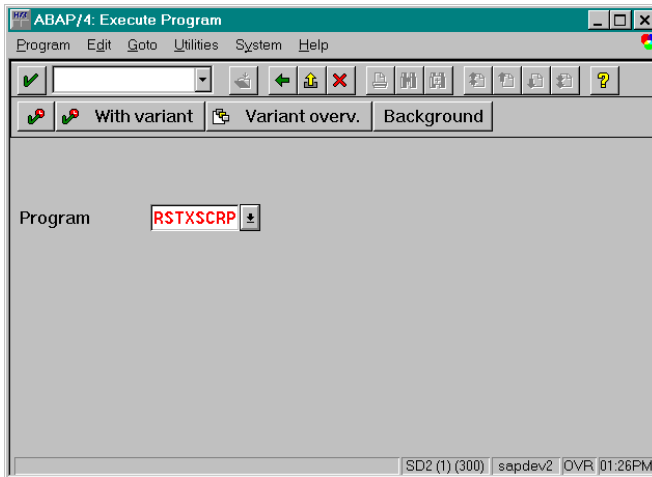 ABAP/4: Execute Program
Program Edit Goto Utilities System Help
With variant Variant overv. Background
Program RSTXSCRP
SD2 (1) (300) sapdev2 OVR 01:26PM